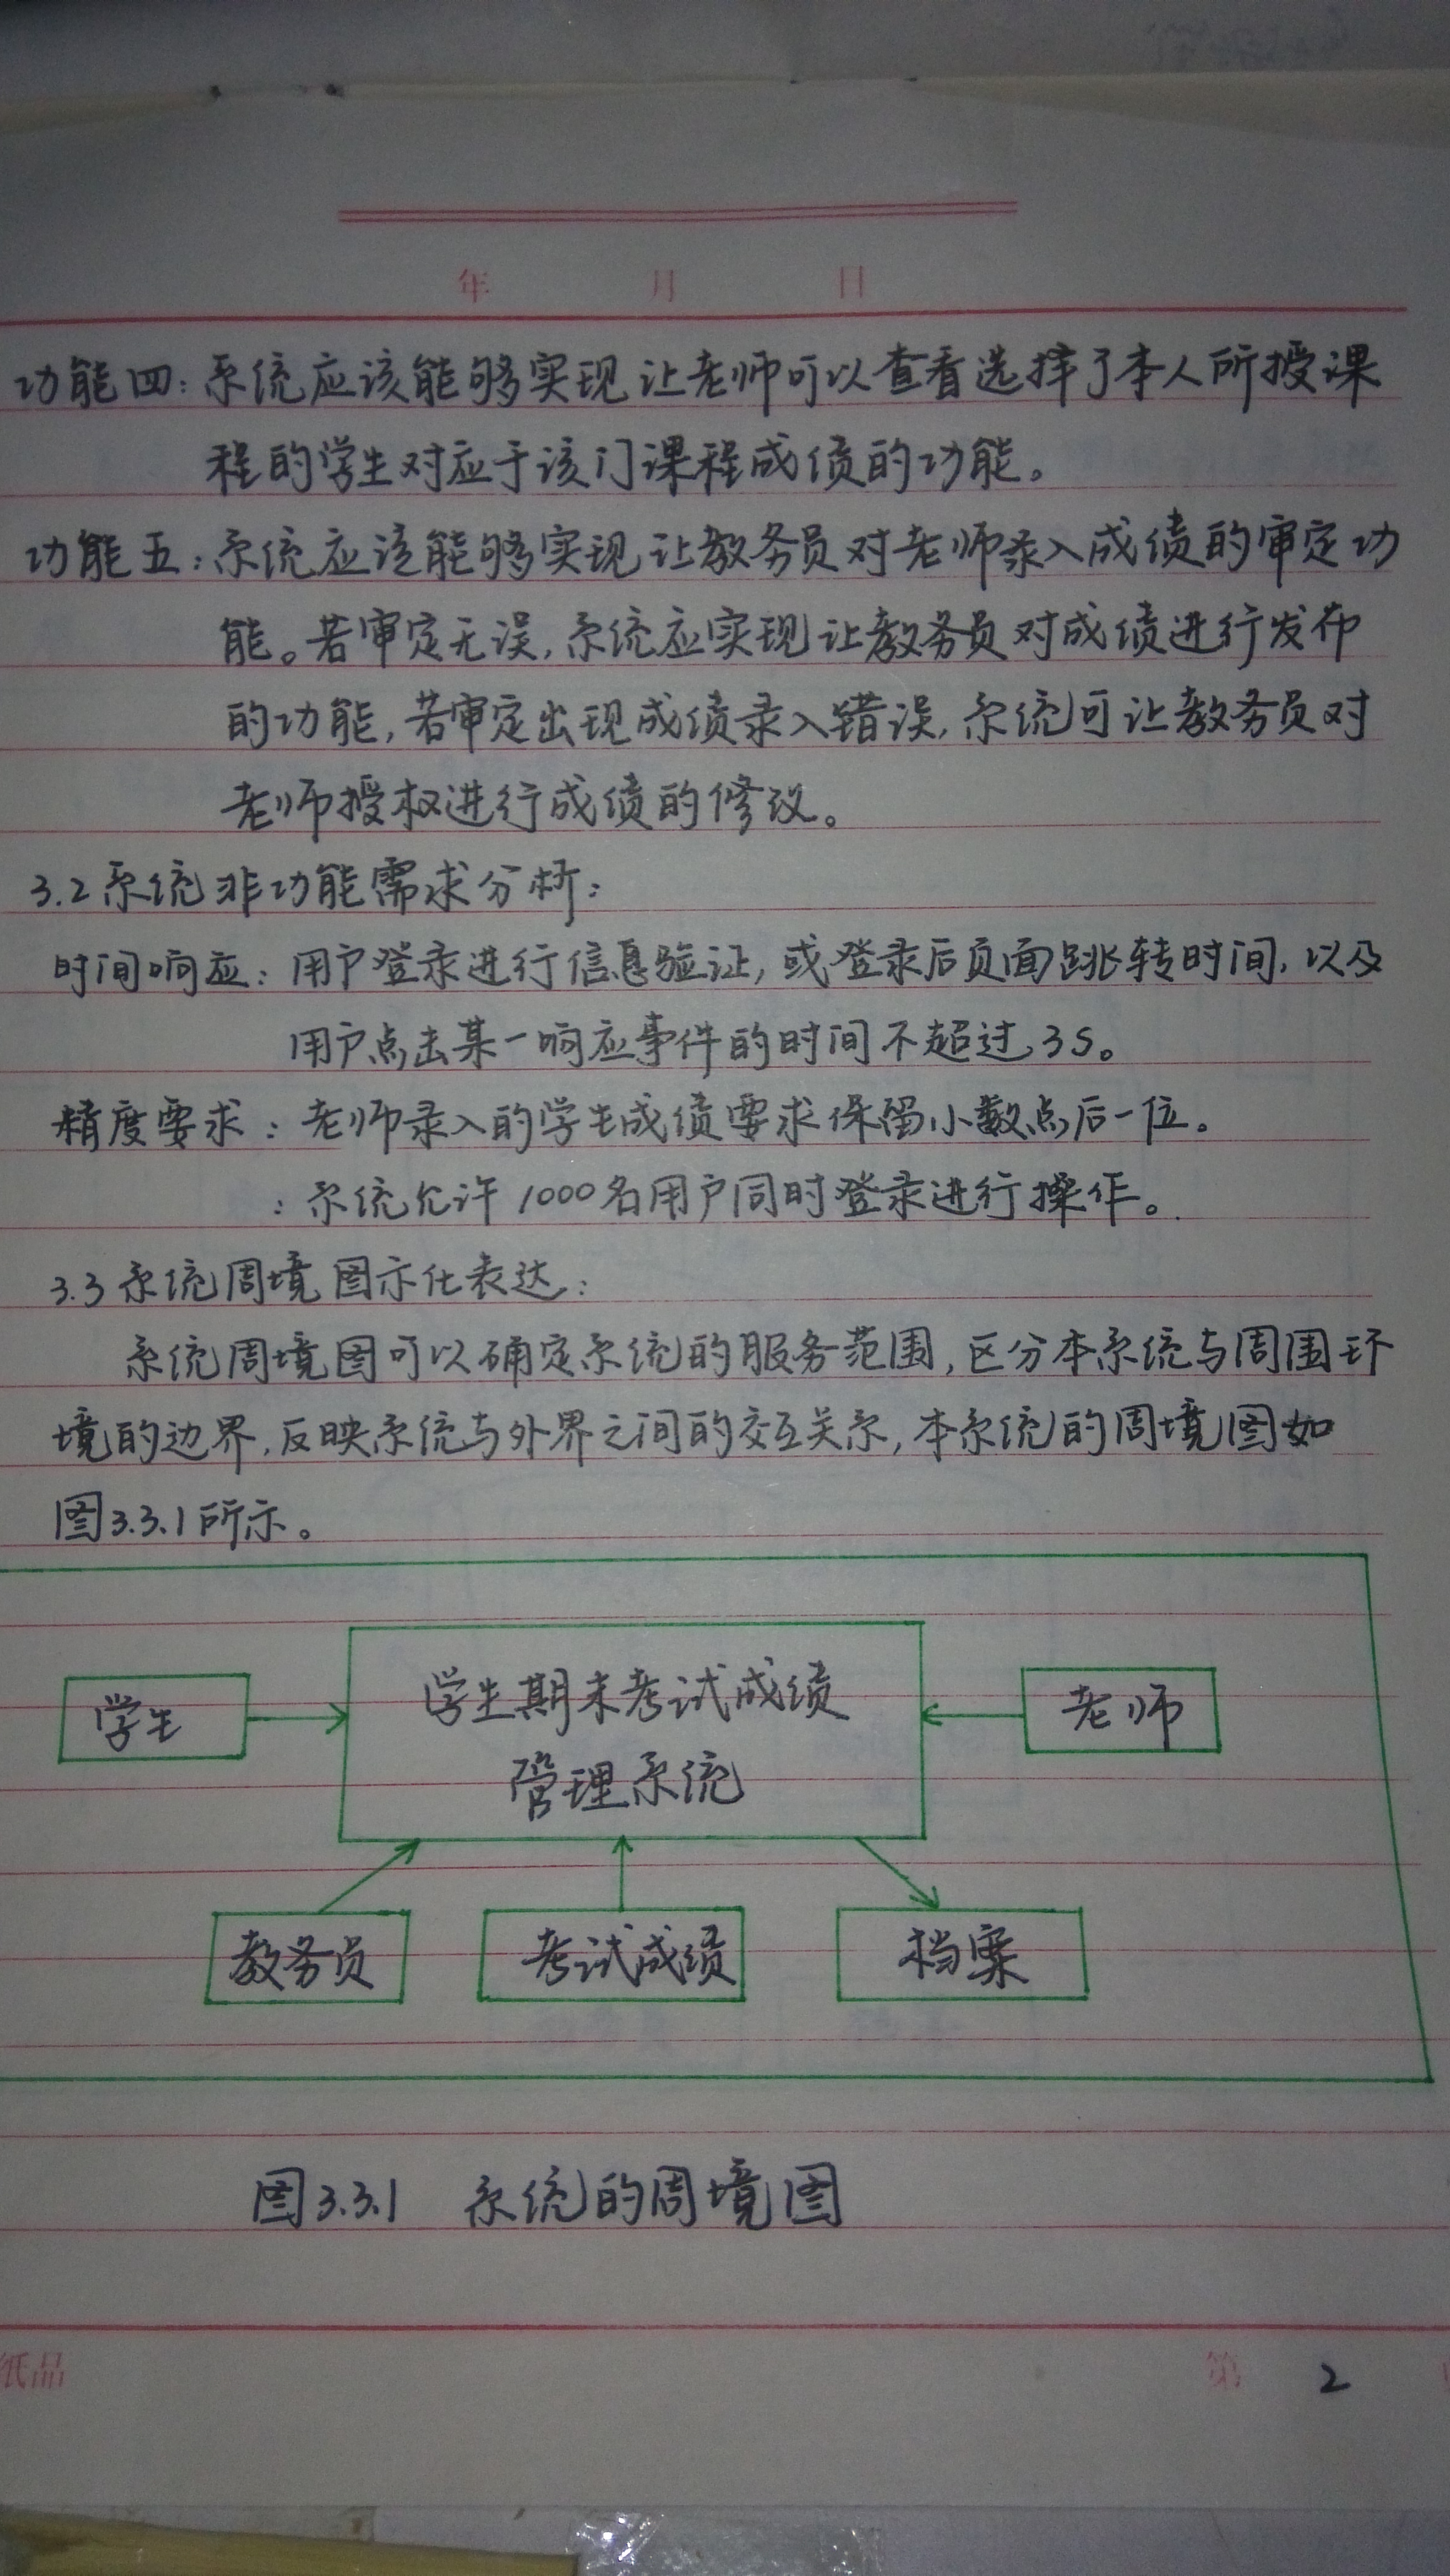 年 月 日
功能四：系统应该能够实现让老师可以查看选择了本人所授课
程的学生对应于该门课程成绩的功能。
功能五：系统应该能够实现让教务员对老师录入成绩的审定功
能。若审定无误，系统应实现让教务员对成绩进行发布
的功能，若审定出现成绩录入错误，系统可让教务员对
老师授权进行成绩的修改。
3.2系统非功能需求分析：
时间响应：用户登录进行信息验证，或登录后页面跳转时间，以及
用户点击某一响应事件的时间不超过3S。
精度要求：老师录入的学生成绩要求保留小数点后一位。
：系统允许1000名用户同时登录进行操作。
3.3系统周境图示化表达：
系统周境图可以确定系统的服务范围，区分本系统与周围环
境的边界，反映系统与外界之间的交互关系，本系统的周境图如
图3.3.1所示。
学生
学生期末考试成绩
管理系统
老师
教务员
考试成绩
档案
图3.3.1 系统的周境图
纸品
第 2